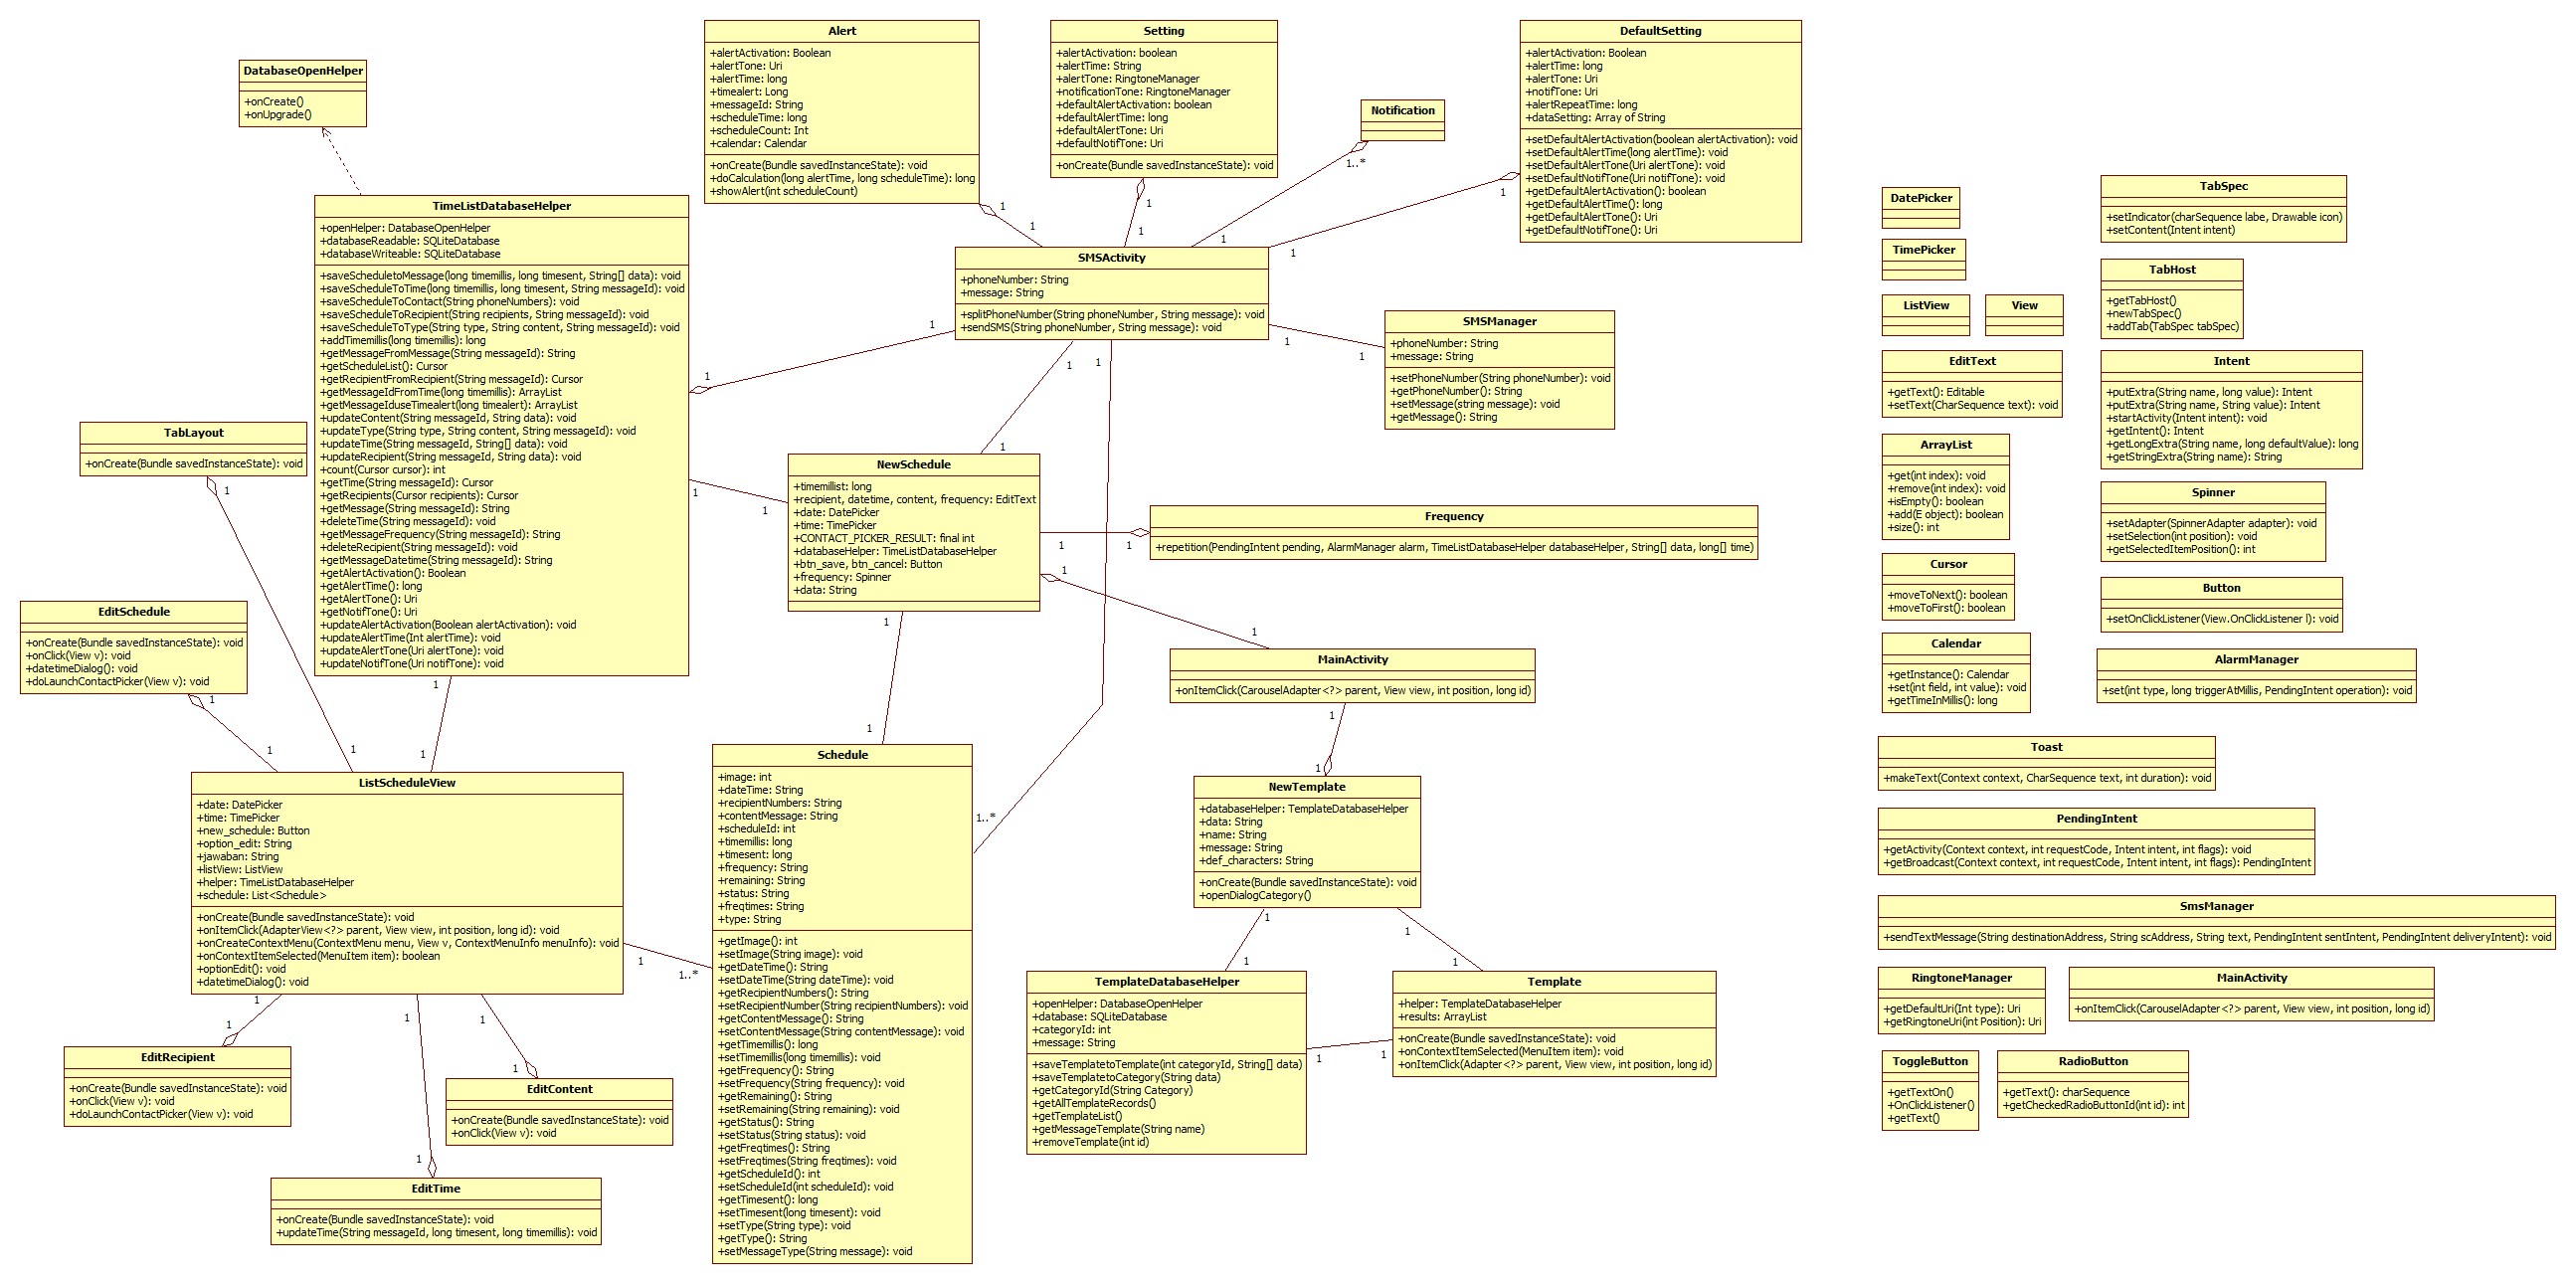 DatabaseOpenHelper
+onCreate()
+onUpgrade()
Alert
+alertActivation: Boolean
+alertTone: Uri
+alertTime: long
+timealert: Long
+messageId: String
+scheduleTime: long
+scheduleCount: Int
+calendar: Calendar
+onCreate(Bundle savedInstanceState): void
+doCalculation(long alertTime, long scheduleTime): long
+showAlert(int scheduleCount)
1
1
Setting
+alertActivation: boolean
+alertTime: String
+alertTone: RingtoneManager
+notificationTone: RingtoneManager
+defaultAlertActivation: boolean
+defaultAlertTime: long
+defaultAlertTone: Uri
+defaultNotifTone: Uri
+onCreate(Bundle savedInstanceState): void
1
1
Notification
1..*
1
DefaultSetting
+alertActivation: Boolean
+alertTime: long
+alertTone: Uri
+notifTone: Uri
+alertRepeatTime: long
+dataSetting: Array of String
+setDefaultAlertActivation(boolean alertActivation): void
+setDefaultAlertTime(long alertTime): void
+setDefaultAlertTone(Uri alertTone): void
+setDefaultNotifTone(Uri notifTone): void
+getDefaultAlertActivation(): boolean
+getDefaultAlertTime(): long
+getDefaultAlertTone(): Uri
+getDefaultNotifTone(): Uri
1
1
TimeListDatabaseHelper
+openHelper: DatabaseOpenHelper
+databaseReadable: SQLiteDatabase
+databaseWriteable: SQLiteDatabase
+saveScheduletoMessage(long timemillis, long timesent, String[] data): void
+saveScheduleToTime(long timemillis, long timesent, String messageId): void
+saveScheduleToContact(String phoneNumbers): void
+saveScheduleToRecipient(String recipients, String messageId): void
+saveScheduleToType(String type, String content, String messageId): void
+addTimemillis(long timemillis): long
+getMessageFromMessage(String messageId): String
+getScheduleList(): Cursor
+getRecipientFromRecipient(String messageId): Cursor
+getMessageIdFromTime(long timemillis): ArrayList
+getMessageIduseTimealert(long timealert): ArrayList
+updateContent(String messageId, String data): void
+updateType(String type, String content, String messageId): void
+updateTime(String messageId, String[] data): void
+updateRecipient(String messageId, String data): void
+count(Cursor cursor): int
+getTime(String messageId): Cursor
+getRecipients(Cursor recipients): Cursor
+getMessage(String messageId): String
+deleteTime(String messageId): void
+getMessageFrequency(String messageId): String
+deleteRecipient(String messageId): void
+getMessageDatetime(String messageId): String
+getAlertActivation(): Boolean
+getAlertTime(): long
+getAlertTone(): Uri
+getNotifTone(): Uri
+updateAlertActivation(Boolean alertActivation): void
+updateAlertTime(Int alertTime): void
+updateAlertTone(Uri alertTone): void
+updateNotifTone(Uri notifTone): void
1
1
1
1
1
1
SMSActivity
+phoneNumber: String
+message: String
+splitPhoneNumber(String phoneNumber, String message): void
+sendSMS(String phoneNumber, String message): void
1
1
1
1
1
1..*
SMSManager
+phoneNumber: String
+message: String
+setPhoneNumber(String phoneNumber): void
+getPhoneNumber(): String
+setMessage(string message): void
+getMessage(): String
TabLayout
+onCreate(Bundle savedInstanceState): void
1
1
NewSchedule
+timemillist: long
+recipient, datetime, content, frequency: EditText
+date: DatePicker
+time: TimePicker
+CONTACT_PICKER_RESULT: final int
+databaseHelper: TimeListDatabaseHelper
+btn_save, btn_cancel: Button
+frequency: Spinner
+data: String
1
1
1
1
1
1
Frequency
+repetition(PendingIntent pending, AlarmManager alarm, TimeListDatabaseHelper databaseHelper, String[] data, long[] time)
EditSchedule
+onCreate(Bundle savedInstanceState): void
+onClick(View v): void
+datetimeDialog(): void
+doLaunchContactPicker(View v): void
1
1
MainActivity
+onItemClick(CarouselAdapter<?> parent, View view, int position, long id)
1
1
ListScheduleView
+date: DatePicker
+time: TimePicker
+new_schedule: Button
+option_edit: String
+jawaban: String
+listView: ListView
+helper: TimeListDatabaseHelper
+schedule: List<Schedule>
+onCreate(Bundle savedInstanceState): void
+onItemClick(AdapterView<?> parent, View view, int position, long id): void
+onCreateContextMenu(ContextMenu menu, View v, ContextMenuInfo menuInfo): void
+onContextItemSelected(MenuItem item): boolean
+optionEdit(): void
+datetimeDialog(): void
1
1..*
1
1
1
1
1
1
Schedule
+image: int
+dateTime: String
+recipientNumbers: String
+contentMessage: String
+scheduleId: int
+timemillis: long
+timesent: long
+frequency: String
+remaining: String
+status: String
+freqtimes: String
+type: String
+getImage(): int
+setImage(String image): void
+getDateTime(): String
+setDateTime(String dateTime): void
+getRecipientNumbers(): String
+setRecipientNumber(String recipientNumbers): void
+getContentMessage(): String
+setContentMessage(String contentMessage): void
+getTimemillis(): long
+setTimemillis(long timemillis): void
+getFrequency(): String
+setFrequency(String frequency): void
+getRemaining(): String
+setRemaining(String remaining): void
+getStatus(): String
+setStatus(String status): void
+getFreqtimes(): String
+setFreqtimes(String freqtimes): void
+getScheduleId(): int
+setScheduleId(int scheduleId): void
+getTimesent(): long
+setTimesent(long timesent): void
+setType(String type): void
+getType(): String
+setMessageType(String message): void
NewTemplate
+databaseHelper: TemplateDatabaseHelper
+data: String
+name: String
+message: String
+def_characters: String
+onCreate(Bundle savedInstanceState): void
+openDialogCategory()
1
1
1
1
TemplateDatabaseHelper
+openHelper: DatabaseOpenHelper
+database: SQLiteDatabase
+categoryId: int
+message: String
+saveTemplatetoTemplate(int categoryId, String[] data)
+saveTemplatetoCategory(String data)
+getCategoryId(String Category)
+getAllTemplateRecords()
+getTemplateList()
+getMessageTemplate(String name)
+removeTemplate(int id)
1
1
Template
+helper: TemplateDatabaseHelper
+results: ArrayList
+onCreate(Bundle savedInstanceState): void
+onContextItemSelected(MenuItem item): void
+onItemClick(Adapter<?> parent, View view, int position, long id)
EditRecipient
+onCreate(Bundle savedInstanceState): void
+onClick(View v): void
+doLaunchContactPicker(View v): void
EditContent
+onCreate(Bundle savedInstanceState): void
+onClick(View v): void
EditTime
+onCreate(Bundle savedInstanceState): void
+updateTime(String messageId, long timesent, long timemillis): void
DatePicker
TimePicker
ListView
View
EditText
+getText(): Editable
+setText(CharSequence text): void
ArrayList
+get(int index): void
+remove(int index): void
+isEmpty(): boolean
+add(E object): boolean
+size(): int
Cursor
+moveToNext(): boolean
+moveToFirst(): boolean
Calendar
+getInstance(): Calendar
+set(int field, int value): void
+getTimeInMillis(): long
TabSpec
+setIndicator(charSequence labe, Drawable icon)
+setContent(Intent intent)
TabHost
+getTabHost()
+newTabSpec()
+addTab(TabSpec tabSpec)
Intent
+putExtra(String name, long value): Intent
+putExtra(String name, String value): Intent
+startActivity(Intent intent): void
+getIntent(): Intent
+getLongExtra(String name, long defaultValue): long
+getStringExtra(String name): String
Spinner
+setAdapter(SpinnerAdapter adapter): void
+setSelection(int position): void
+getSelectedItemPosition(): int
Button
+setOnClickListener(View.OnClickListener l): void
AlarmManager
+set(int type, long triggerAtMillis, PendingIntent operation): void
Toast
+makeText(Context context, CharSequence text, int duration): void
PendingIntent
+getActivity(Context context, int requestCode, Intent intent, int flags): void
+getBroadcast(Context context, int requestCode, Intent intent, int flags): PendingIntent
SmsManager
+sendTextMessage(String destinationAddress, String scAddress, String text, PendingIntent sentIntent, PendingIntent deliveryIntent): void
RingtoneManager
+getDefaultUri(Int type): Uri
+getRingtoneUri(int Position): Uri
MainActivity
+onItemClick(CarouselAdapter<?> parent, View view, int position, long id)
ToggleButton
+getTextOn()
+OnClickListener()
+getText()
RadioButton
+getText(): charSequence
+getCheckedRadioButtonId(int id): int